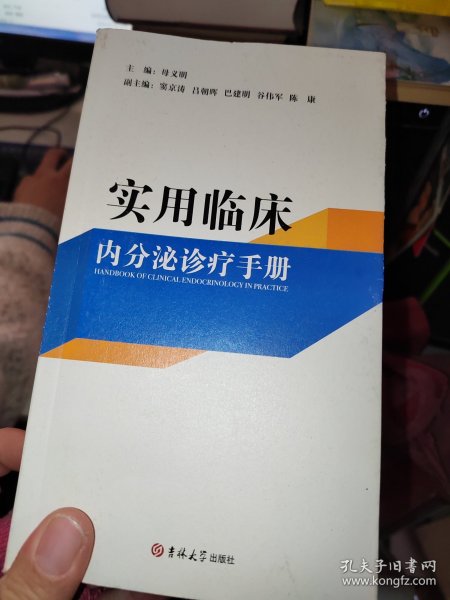 主 编：母义明
副主编：窦京涛 吕朝晖 巴建明 谷伟军 陈 康
实用临床
内分泌诊疗手册
HANDBOOK OF CLINICAL ENDOCRINOLOGY IN PRACTICE
吉林大学出版社
孔夫子旧书网
www.kongfz.com